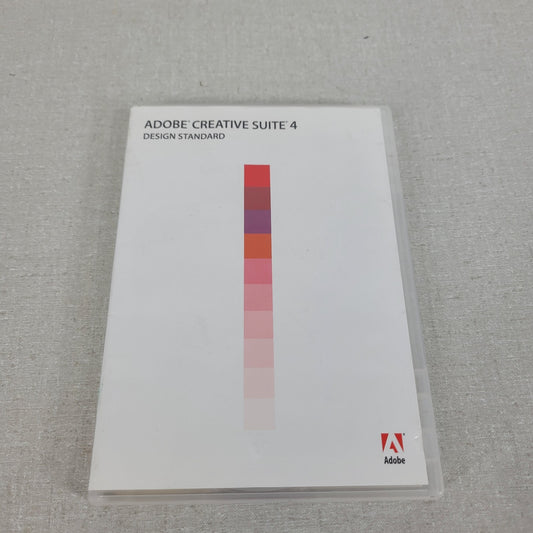 ADOBE® CREATIVE SUITE® 4
DESIGN STANDARD
Adobe